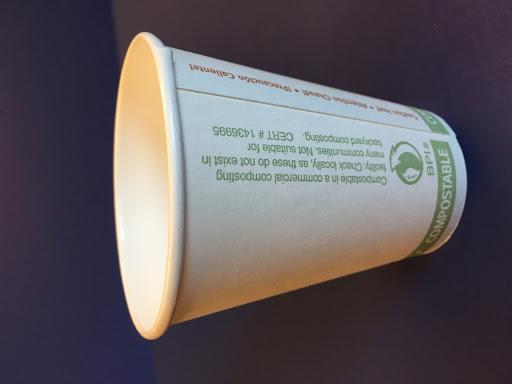 COMPOSTABLE
BPI®
Compostable in a commercial composting
facility. Check locally, as these do not exist in
many communities. Not suitable for
backyard composting. CERT # 1436995
Caution Hot! • Attention Chaud! • ¡Precaución Caliente!